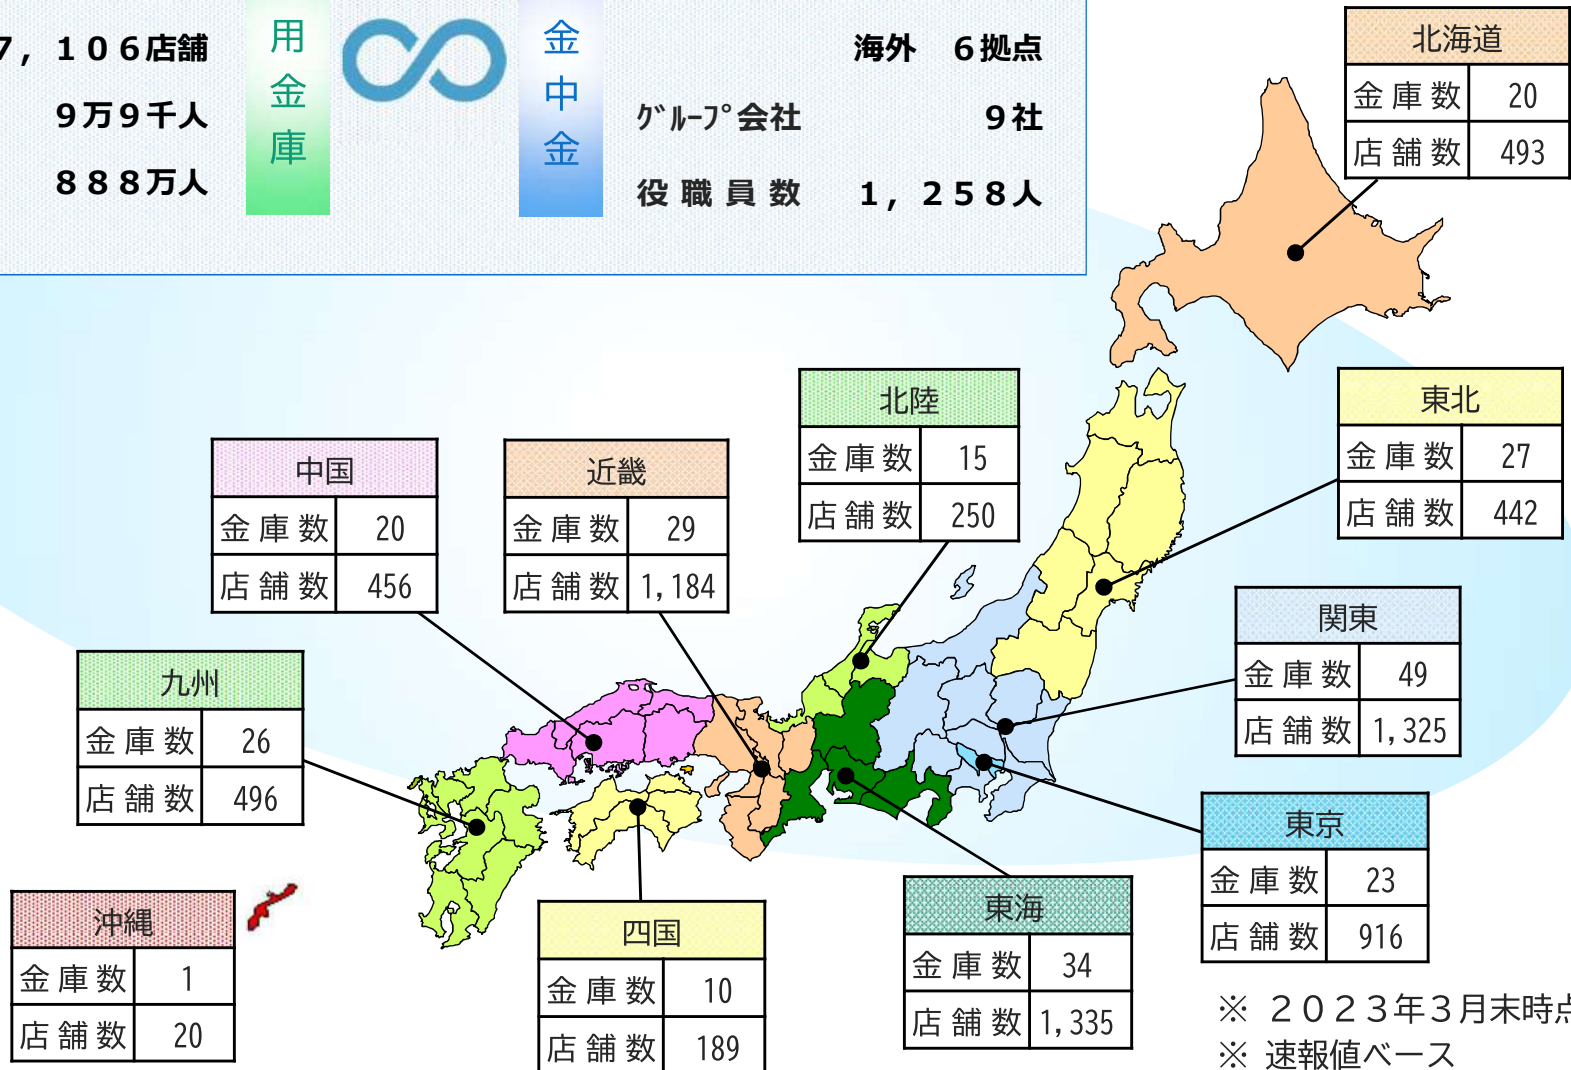 7，１０６店舗
９万９千人
８８８万人
用金庫
金中金
海外　６拠点
ｸﾞﾙｰﾌﾟ会社　９社
役職員数　１，２５８人
北海道
金庫数 20
店舗数 493
北陸
金庫数 15
店舗数 250
東北
金庫数 27
店舗数 442
中国
金庫数 20
店舗数 456
近畿
金庫数 29
店舗数 1,184
関東
金庫数 49
店舗数 1,325
九州
金庫数 26
店舗数 496
東京
金庫数 23
店舗数 916
東海
金庫数 34
店舗数 1,335
沖縄
金庫数 1
店舗数 20
四国
金庫数 10
店舗数 189
※ ２０２３年３月末時点
※ 速報値ベース